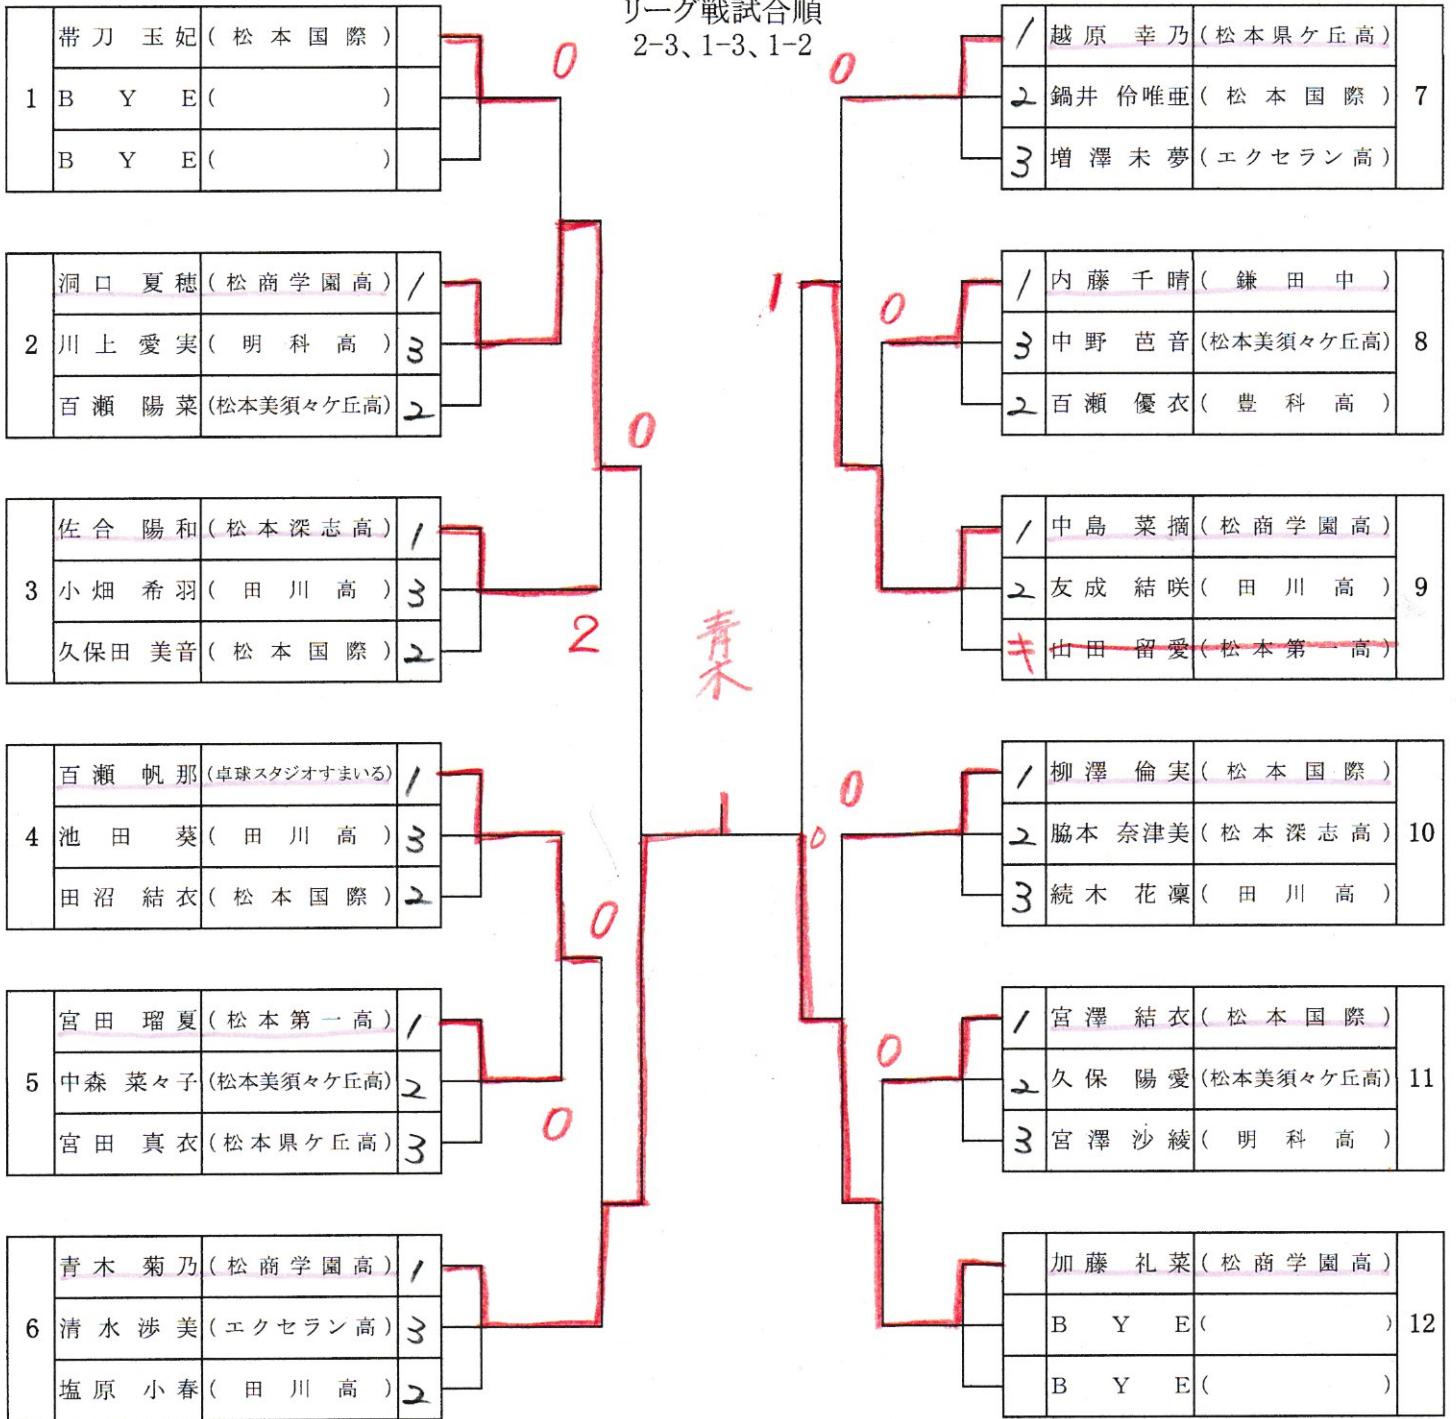 リーグ戦試合順
2-3、1-3、1-2
1
帯刀 玉妃 (松本国際)
BYE ( )
BYE ( )
2
洞口 夏穂 (松商学園高) 1
川上 愛実 (明科高) 3
百瀬 陽菜 (松本美須々ケ丘高) 2
3
佐合 陽和 (松本深志高) 1
小畑 希羽 (田川高) 3
久保田 美音 (松本国際) 2
4
百瀬 帆那 (卓球スタジオすまいる) 1
池田 葵 (田川高) 3
田沼 結衣 (松本国際) 2
5
宮田 瑠夏 (松本第一高) 1
中森 菜々子 (松本美須々ケ丘高) 2
宮田 真衣 (松本県ケ丘高) 3
6
青木 菊乃 (松商学園高) 1
清水 渉美 (エクセラン高) 3
塩原 小春 (田川高) 2
0
0
2
0
0
0
青木
1
0
1
0
0
0
0
1 越原 幸乃 (松本県ケ丘高)
2 鍋井 伶唯亜 (松本国際)
3 増澤 未夢 (エクセラン高)
7
1 内藤 千晴 (鎌田中)
3 中野 芭音 (松本美須々ケ丘高)
2 百瀬 優衣 (豊科高)
8
1 中島 菜摘 (松商学園高)
2 友成 結咲 (田川高)
キ 山田 留愛 (松本第一高)
9
1 柳澤 倫実 (松本国際)
2 脇本 奈津美 (松本深志高)
3 続木 花凜 (田川高)
10
1 宮澤 結衣 (松本国際)
2 久保 陽愛 (松本美須々ケ丘高)
3 宮澤 沙綾 (明科高)
11
加藤 礼菜 (松商学園高)
BYE ( )
BYE ( )
12